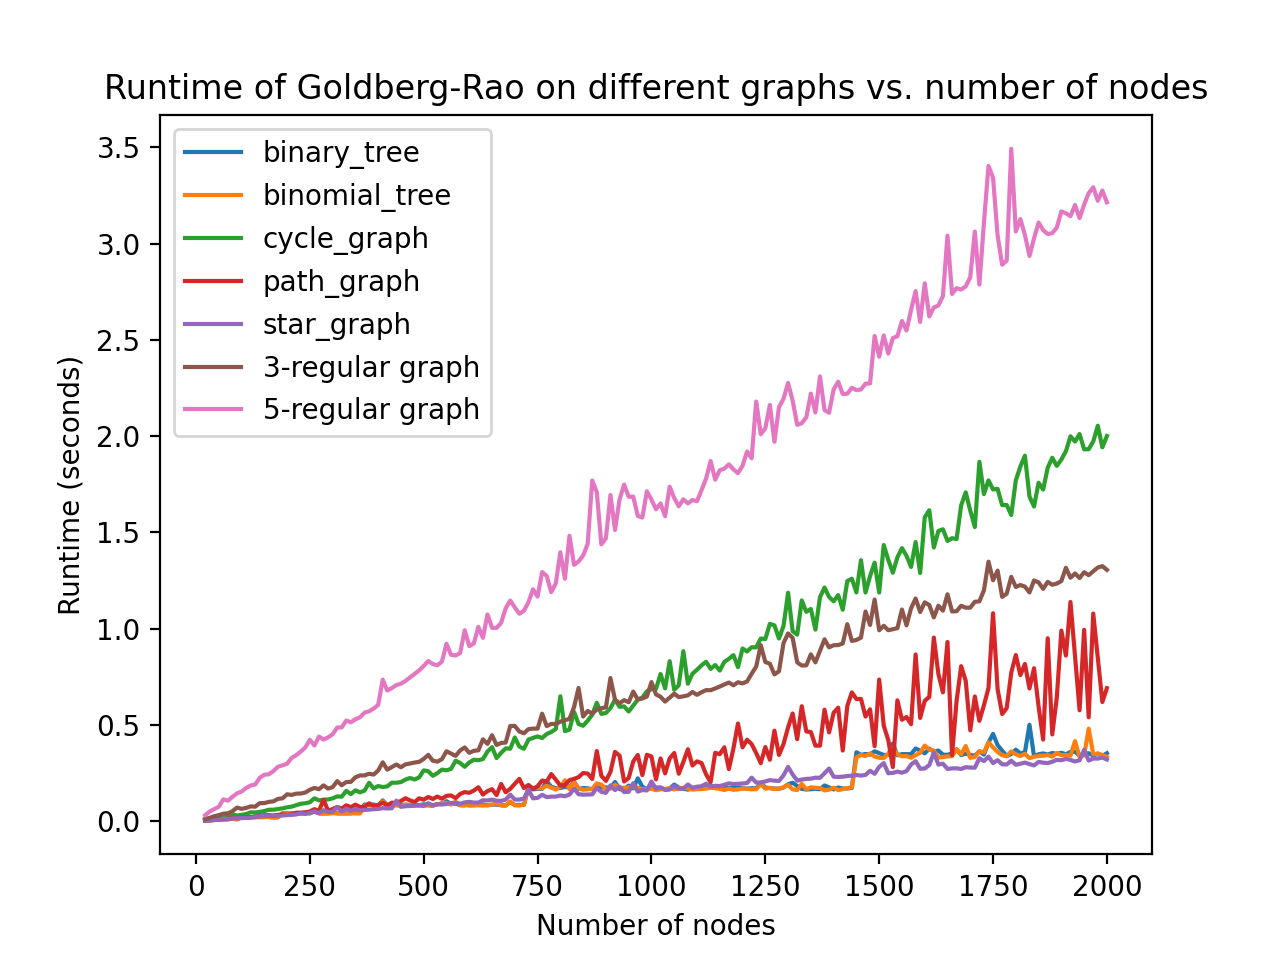 Runtime of Goldberg-Rao on different graphs vs. number of nodes
binary_tree
binomial_tree
cycle_graph
path_graph
star_graph
3-regular graph
5-regular graph
3.5
3.0
2.5
2.0
1.5
1.0
0.5
0.0
Runtime (seconds)
0 250 500 750 1000 1250 1500 1750 2000
Number of nodes